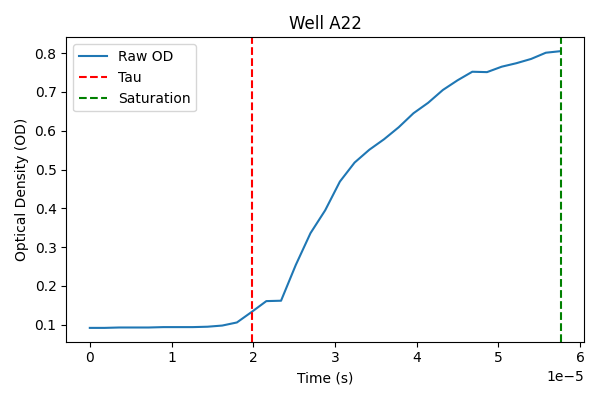 Well A22
Raw OD
Tau
Saturation
Optical Density (OD)
0.8
0.7
0.6
0.5
0.4
0.3
0.2
0.1
0 1 2 3 4 5 6
1e−5
Time (s)